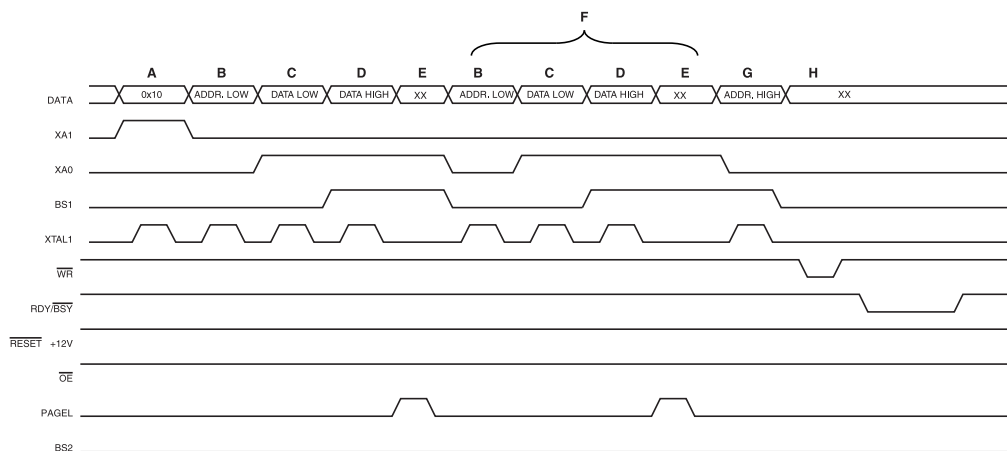 F
A B C D E B C D E G H
DATA 0x10 ADDR. LOW DATA LOW DATA HIGH XX ADDR. LOW DATA LOW DATA HIGH XX ADDR. HIGH XX
XA1
XA0
BS1
XTAL1
WR
RDY/BSY
RESET +12V
OE
PAGEL
BS2